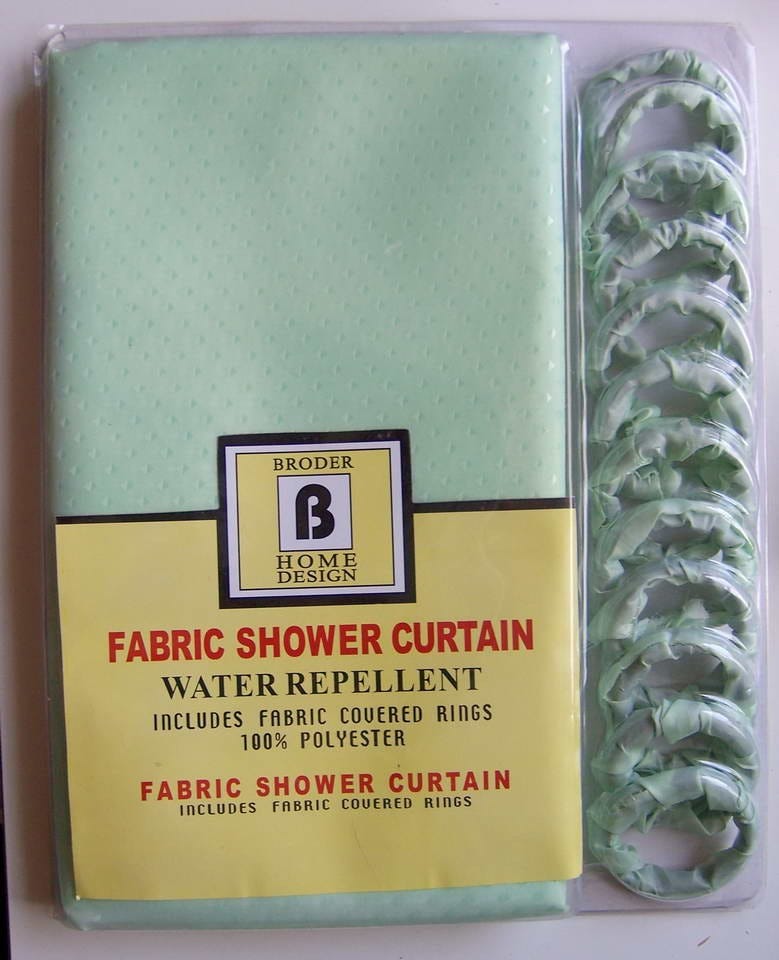 BRODER
B
HOME
DESIGN
FABRIC SHOWER CURTAIN
WATER REPELLENT
INCLUDES FABRIC COVERED RINGS
100% POLYESTER
FABRIC SHOWER CURTAIN
INCLUDES FABRIC COVERED RINGS